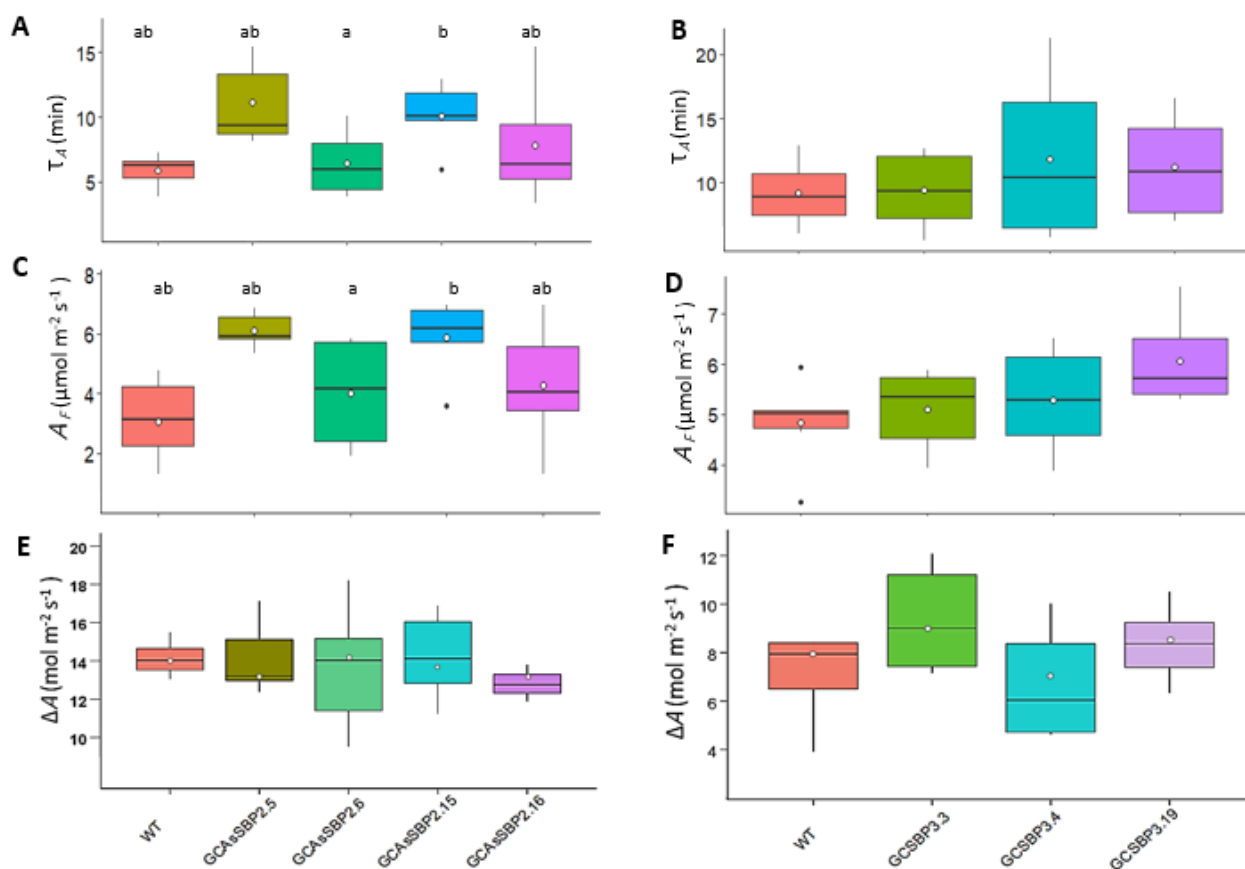 A
ab ab a b ab
τA (min)
15
10
5
B
τA (min)
20
15
10
C
ab ab a b ab
AF (µmol m-2 s-1)
8
6
4
2
D
AF (µmol m-2 s-1)
7
6
5
4
E
ΔA (mol m-2 s-1)
20
18
16
14
12
10
WT GCAsSBP2.5 GCAsSBP2.6 GCAsSBP2.15 GCAsSBP2.16
F
ΔA (mol m-2 s-1)
12
10
8
6
4
WT GCSBP3.3 GCSBP3.4 GCSBP3.19